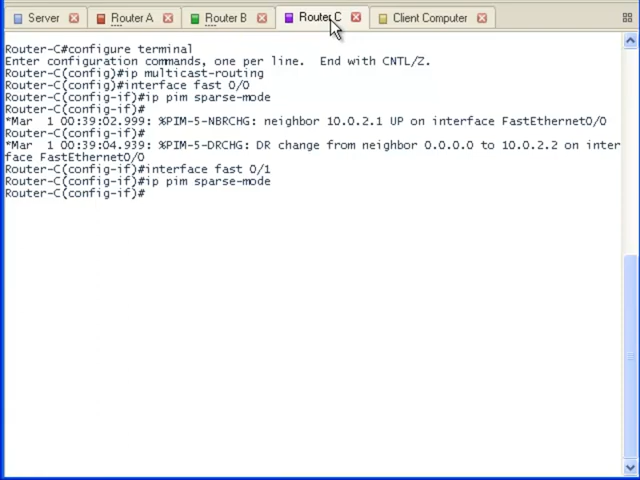 Server
Router A
Router B
Router C
Client Computer
Router-C#configure terminal
Enter configuration commands, one per line.  End with CNTL/Z.
Router-C(config)#ip multicast-routing
Router-C(config)#interface fast 0/0
Router-C(config-if)#ip pim sparse-mode
Router-C(config-if)#
*Mar  1 00:39:02.999: %PIM-5-NBRCHG: neighbor 10.0.2.1 UP on interface FastEthernet0/0
Router-C(config-if)#
*Mar  1 00:39:04.939: %PIM-5-DRCHG: DR change from neighbor 0.0.0.0 to 10.0.2.2 on inter
face FastEthernet0/0
Router-C(config-if)#interface fast 0/1
Router-C(config-if)#ip pim sparse-mode
Router-C(config-if)#